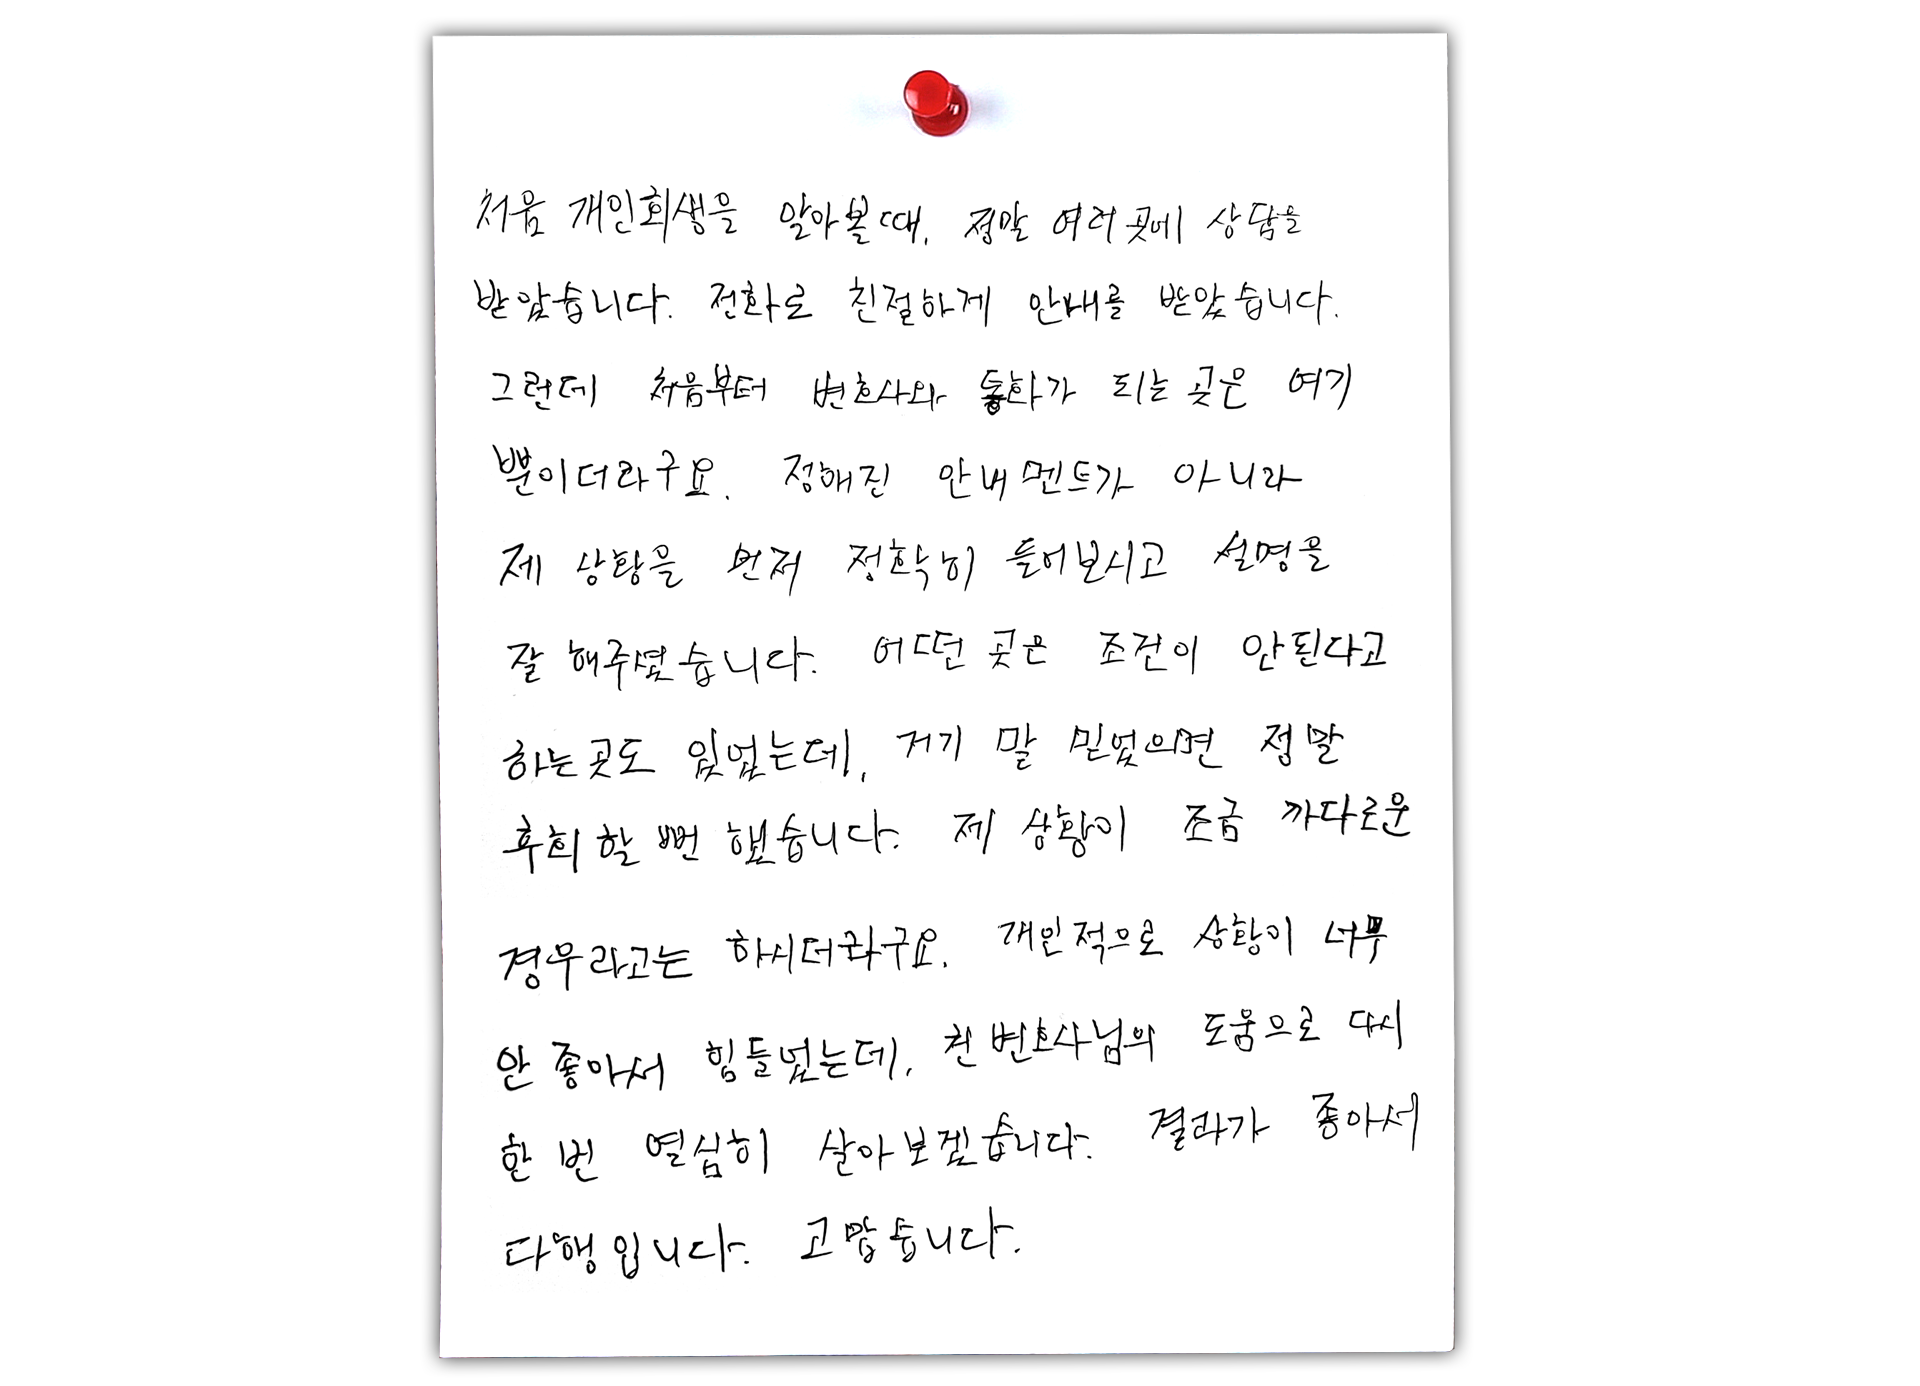 처음 개인회생을 알아볼때, 정말 여러곳에 상담을
받았습니다. 전화로 친절하게 안내를 받았습니다.
그런데 처음부터 변호사와 통화가 되는 곳은 여기
뿐이더라구요. 정해진 안내멘트가 아니라
제 상황을 먼저 정확히 들어보시고 설명을
잘 해주셨습니다. 어떤 곳은 조건이 안된다고
하는곳도 있었는데, 거기 말 믿었으면 정말
후회할 뻔 했습니다. 제 상황이 조금 까다로운
경우라고는 하시더라구요. 개인적으로 상황이 너무
안 좋아서 힘들었는데, 천변호사님의 도움으로 다시
한 번 열심히 살아보겠습니다. 결과가 좋아서
다행입니다. 고맙습니다.